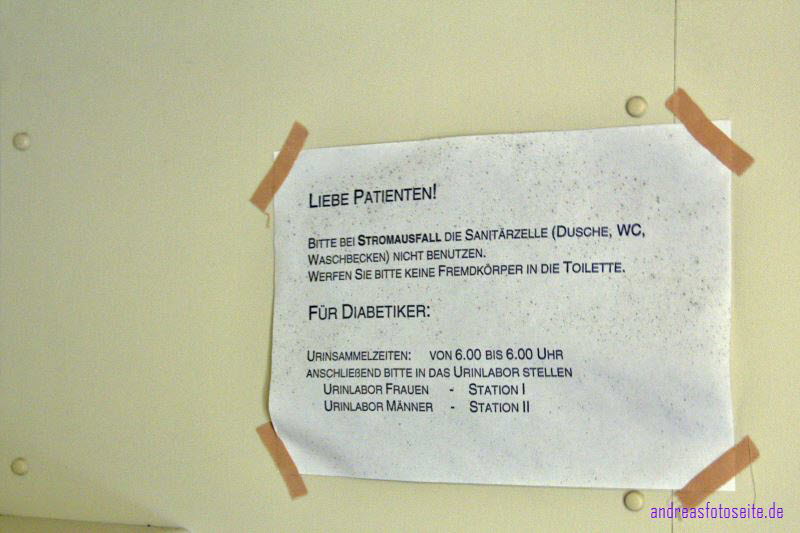 LIEBE PATIENTEN!
BITTE BEI STROMAUSFALL DIE SANITÄRZELLE (DUSCHE, WC,
WASCHBECKEN) NICHT BENUTZEN.
WERFEN SIE BITTE KEINE FREMDKÖRPER IN DIE TOILETTE.
FÜR DIABETIKER:
URINSAMMELZEITEN: VON 6.00 BIS 6.00 UHR
ANSCHLIEßEND BITTE IN DAS URINLABOR STELLEN
URINLABOR FRAUEN - STATION I
URINLABOR MÄNNER - STATION II
andreasfotoseite.de